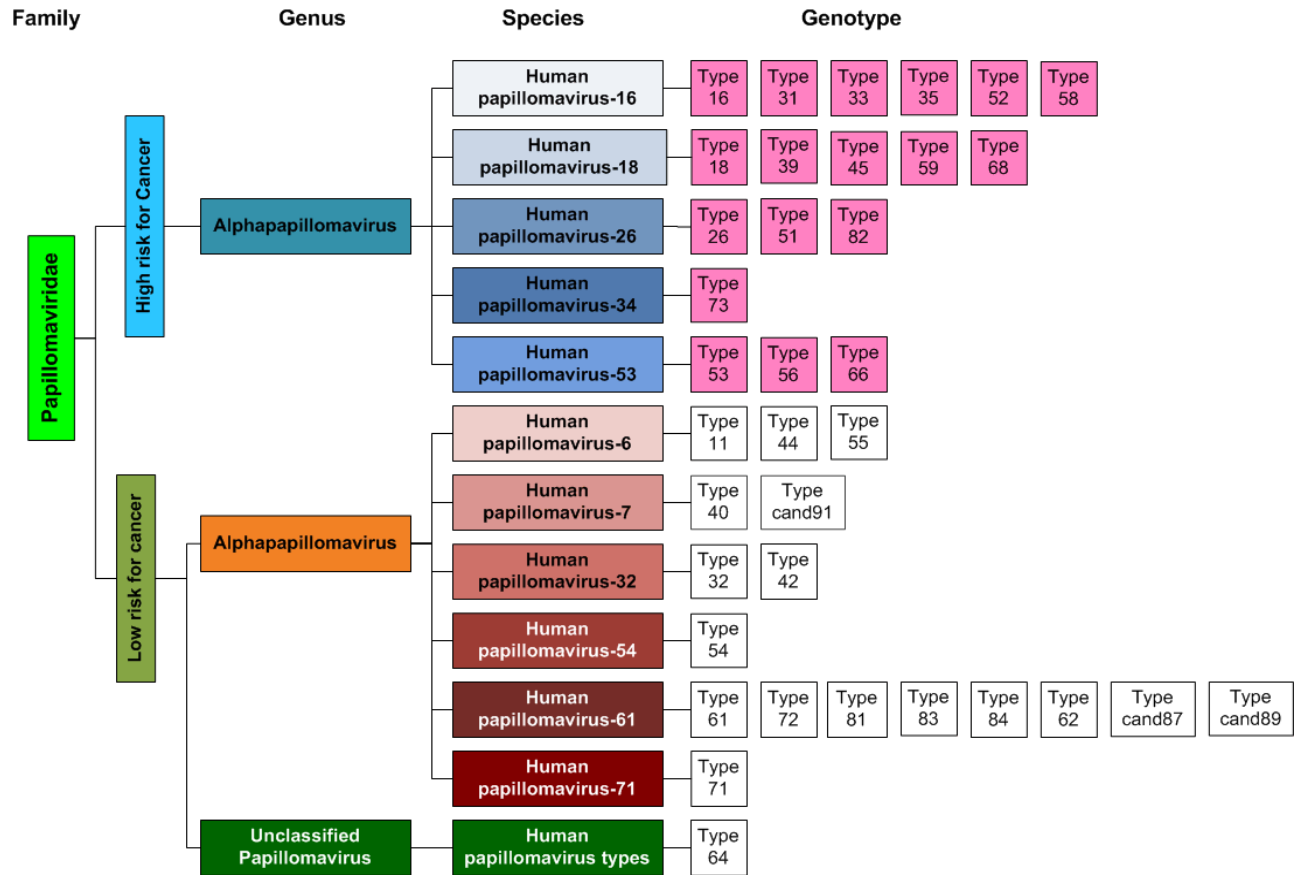 Family
Genus
Species
Genotype
Papillomaviridae
High risk for Cancer
Alphapapillomavirus
Human
papillomavirus-16
Type
16
Type
31
Type
33
Type
35
Type
52
Type
58
Human
papillomavirus-18
Type
18
Type
39
Type
45
Type
59
Type
68
Human
papillomavirus-26
Type
26
Type
51
Type
82
Human
papillomavirus-34
Type
73
Human
papillomavirus-53
Type
53
Type
56
Type
66
Low risk for cancer
Alphapapillomavirus
Human
papillomavirus-6
Type
11
Type
44
Type
55
Human
papillomavirus-7
Type
40
Type
cand91
Human
papillomavirus-32
Type
32
Type
42
Human
papillomavirus-54
Type
54
Human
papillomavirus-61
Type
61
Type
72
Type
81
Type
83
Type
84
Type
62
Type
cand87
Type
cand89
Human
papillomavirus-71
Type
71
Unclassified
Papillomavirus
Human
papillomavirus types
Type
64